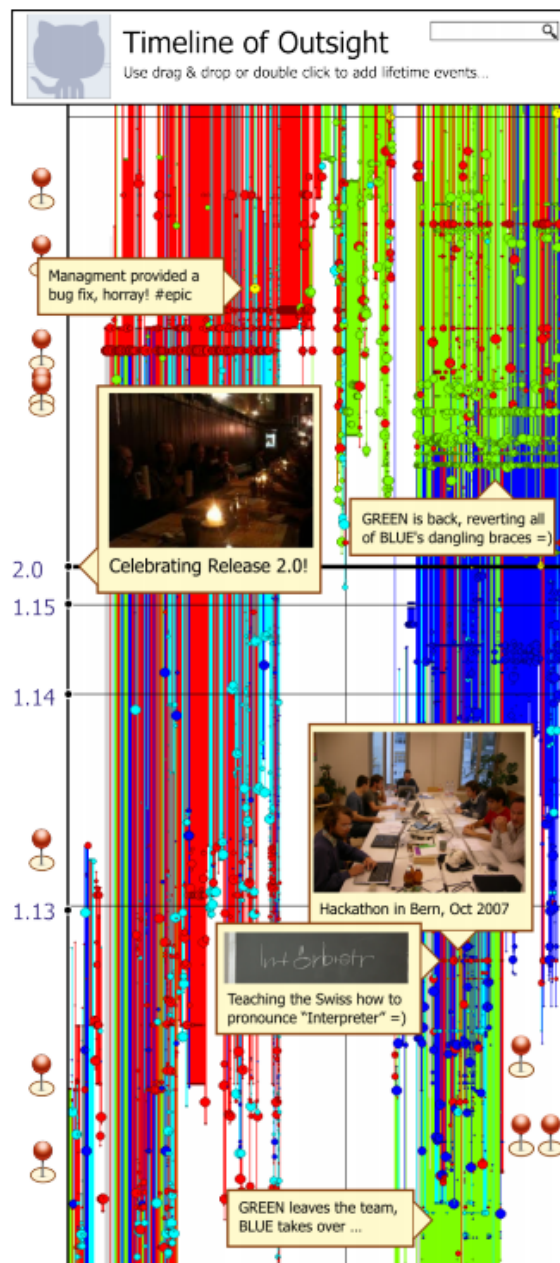 Timeline of Outsight
Use drag & drop or double click to add lifetime events...
Managment provided a
bug fix, horray! #epic
GREEN is back, reverting all
of BLUE's dangling braces =)
Celebrating Release 2.0!
2.0
1.15
1.14
Hackathon in Bern, Oct 2007
1.13
Intörbretr
Teaching the Swiss how to
pronounce "Interpreter" =)
GREEN leaves the team,
BLUE takes over ...